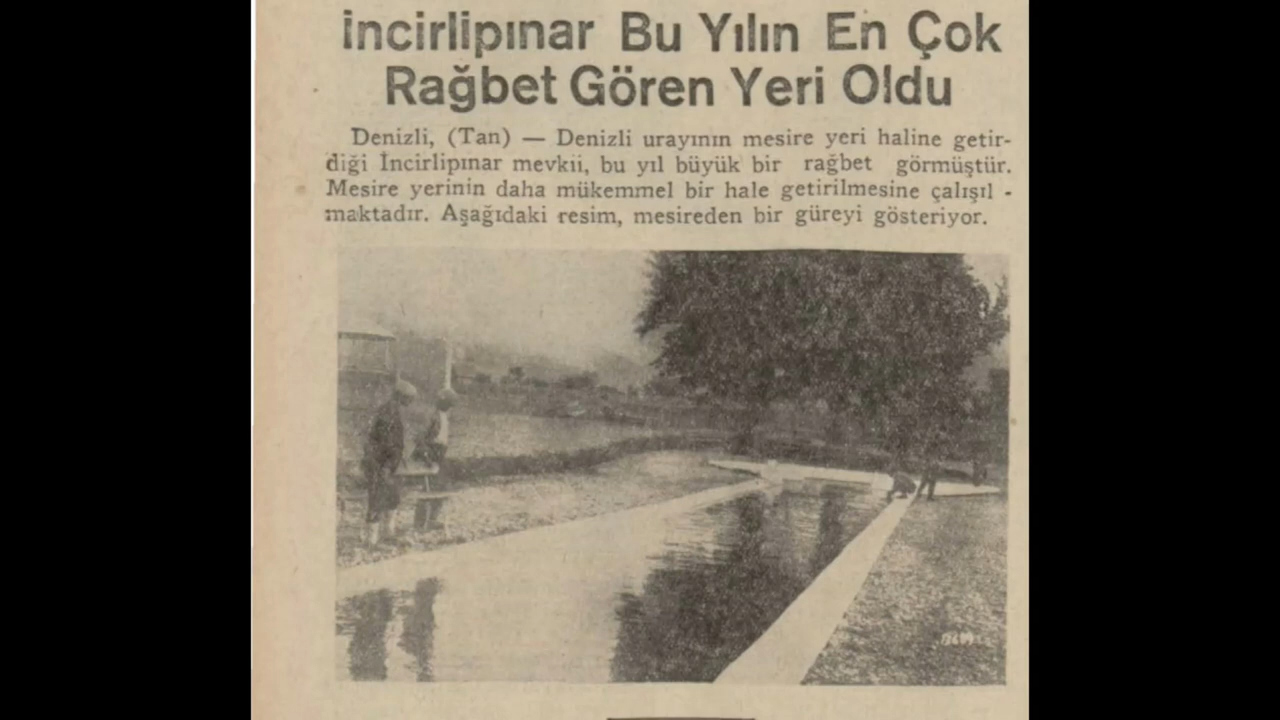 İncirlipınar Bu Yılın En Çok
Rağbet Gören Yeri Oldu
Denizli, (Tan) — Denizli urayının mesire yeri haline getir-
diği İncirlipınar mevkii, bu yıl büyük bir rağbet görmüştür.
Mesire yerinin daha mükemmel bir hale getirilmesine çalışıl -
maktadır. Aşağıdaki resim, mesireden bir güreyi gösteriyor.